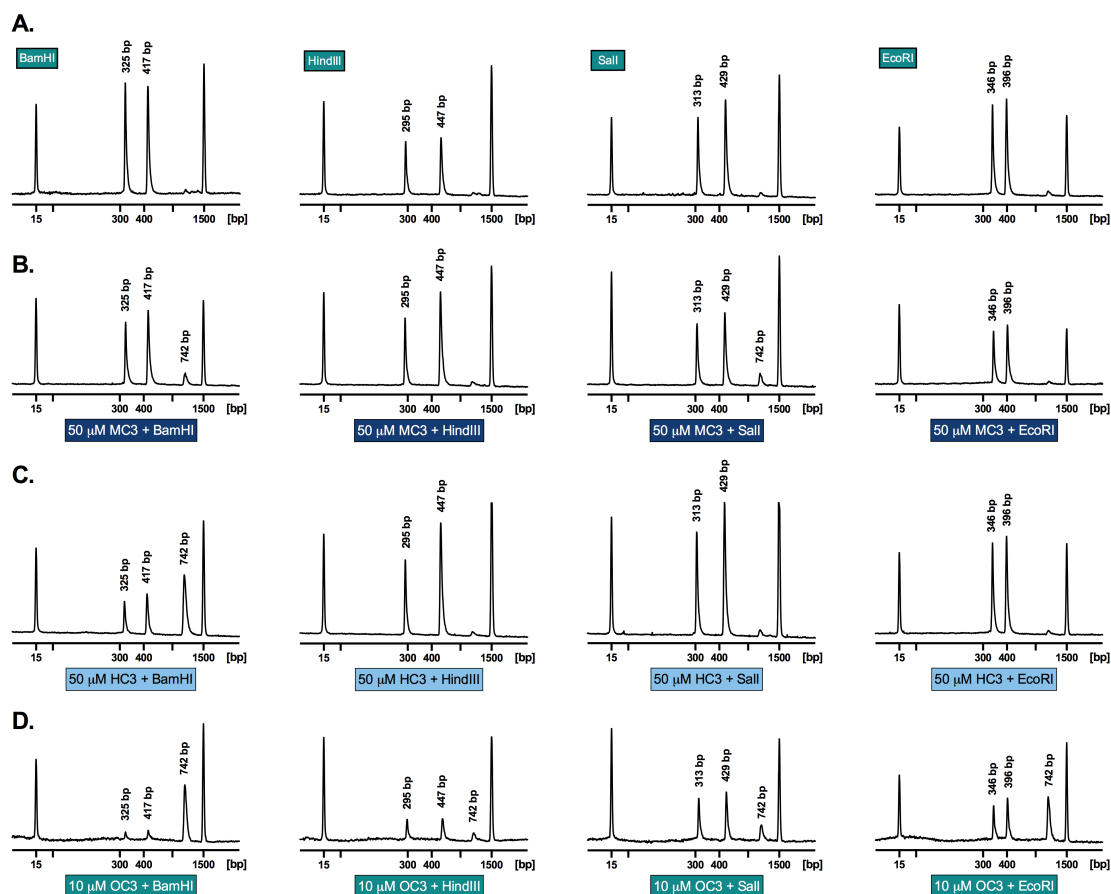 A.
BamHI
325 bp
417 bp
15 300 400 1500 [bp]
HindIII
295 bp
447 bp
15 300 400 1500 [bp]
SalI
313 bp
429 bp
15 300 400 1500 [bp]
EcoRI
346 bp
396 bp
15 300 400 1500 [bp]
B.
325 bp
417 bp
742 bp
15 300 400 1500 [bp]
50 μM MC3 + BamHI
295 bp
447 bp
15 300 400 1500 [bp]
50 μM MC3 + HindIII
313 bp
429 bp
742 bp
15 300 400 1500 [bp]
50 μM MC3 + SalI
346 bp
396 bp
15 300 400 1500 [bp]
50 μM MC3 + EcoRI
C.
325 bp
417 bp
742 bp
15 300 400 1500 [bp]
50 μM HC3 + BamHI
295 bp
447 bp
15 300 400 1500 [bp]
50 μM HC3 + HindIII
313 bp
429 bp
15 300 400 1500 [bp]
50 μM HC3 + SalI
346 bp
396 bp
15 300 400 1500 [bp]
50 μM HC3 + EcoRI
D.
325 bp
417 bp
742 bp
15 300 400 1500 [bp]
10 μM OC3 + BamHI
295 bp
447 bp
742 bp
15 300 400 1500 [bp]
10 μM OC3 + HindIII
313 bp
429 bp
742 bp
15 300 400 1500 [bp]
10 μM OC3 + SalI
346 bp
396 bp
742 bp
15 300 400 1500 [bp]
10 μM OC3 + EcoRI